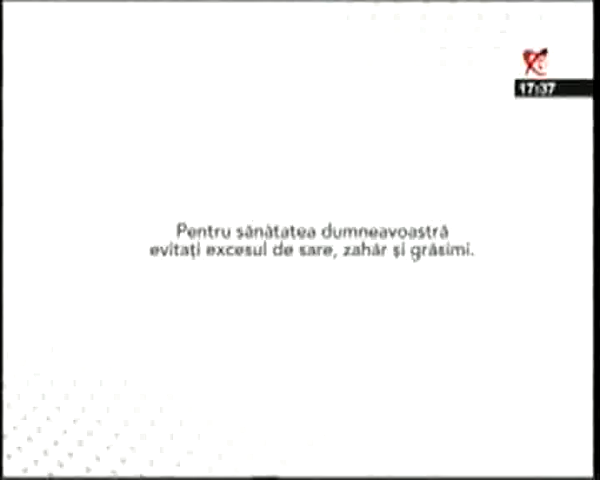 17:37
Pentru sănătatea dumneavoastră
evitați excesul de sare, zahăr și grăsimi.